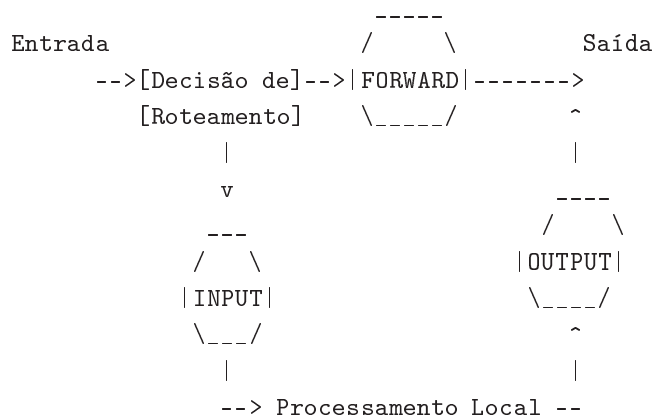 Entrada Saída
-->[Decisão de]-->|FORWARD|------->
[Roteamento]
|OUTPUT|
|INPUT|
--> Processamento Local --